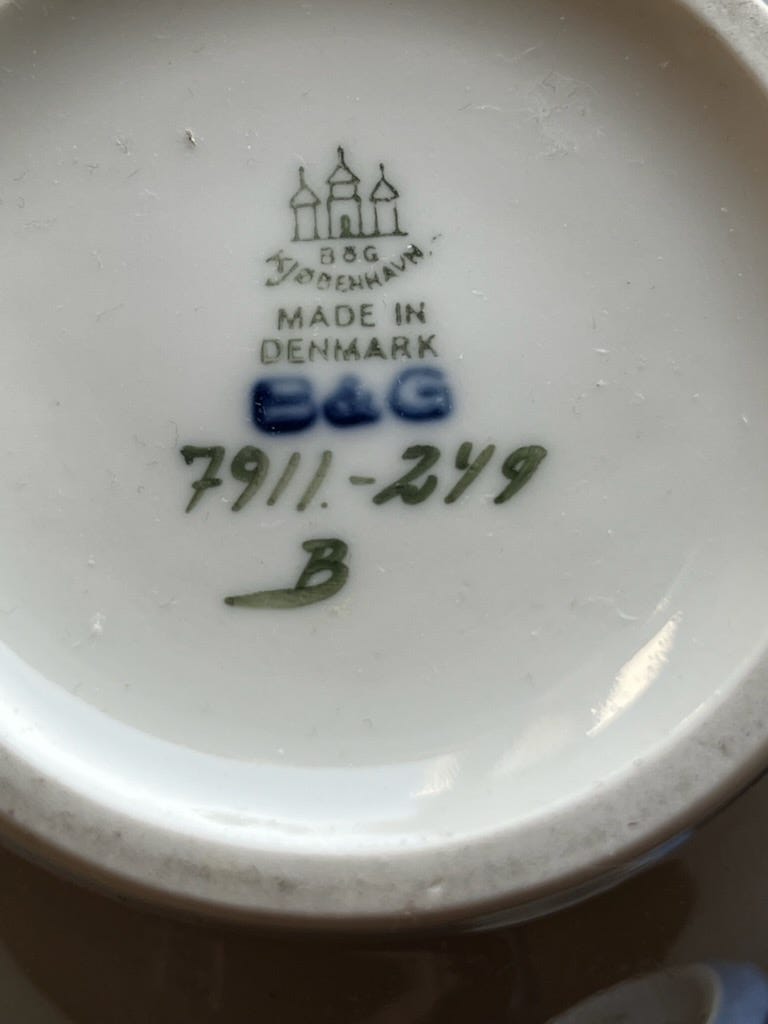 B&G
KJØBENHAVN.
MADE IN
DENMARK
B&G
7911.-249
B